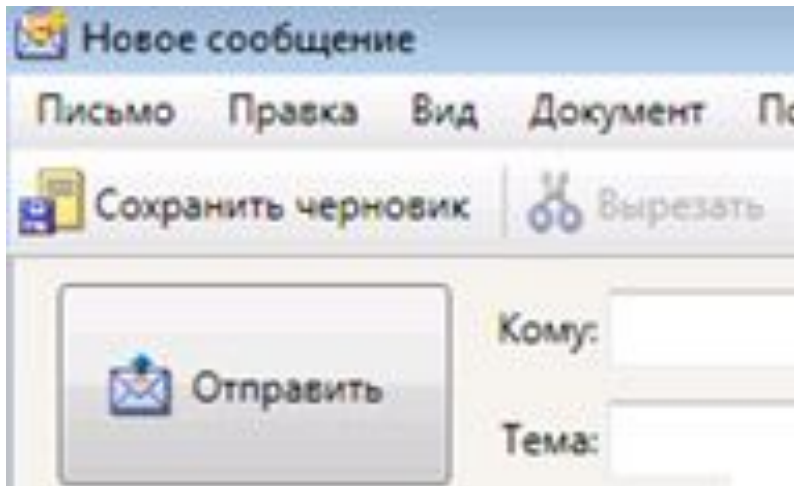 Новое сообщение
Письмо Правка Вид Документ
Сохранить черновик Вырезать
Кому:
Отправить
Тема: